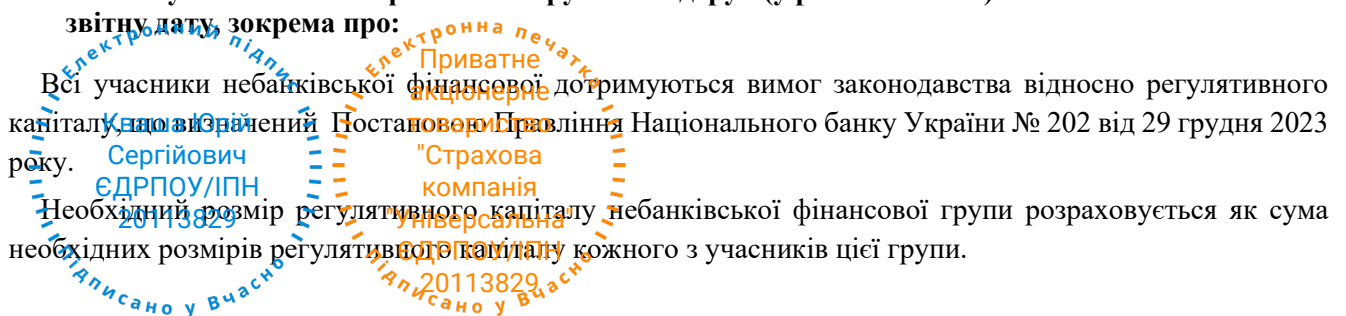 звітну дату, зокрема про:
Всі учасники небанківської фінансової дотримуються вимог законодавства відносно регулятивного
капіталу, що визначений Постановою Правління Національного банку України № 202 від 29 грудня 2023
року.
Необхідний розмір регулятивного капіталу небанківської фінансової групи розраховується як сума
необхідних розмірів регулятивного капіталу кожного з учасників цієї групи.
Електронний підпис
Кваша Юрій
Сергійович
ЄДРПОУ/ІПН
20113829
Підписано у Вчасно
Електронна печатка
Приватне
акціонерне
товариство
"Страхова
компанія
"Універсальна"
ЄДРПОУ/ІПН
20113829
Підписано у Вчасно